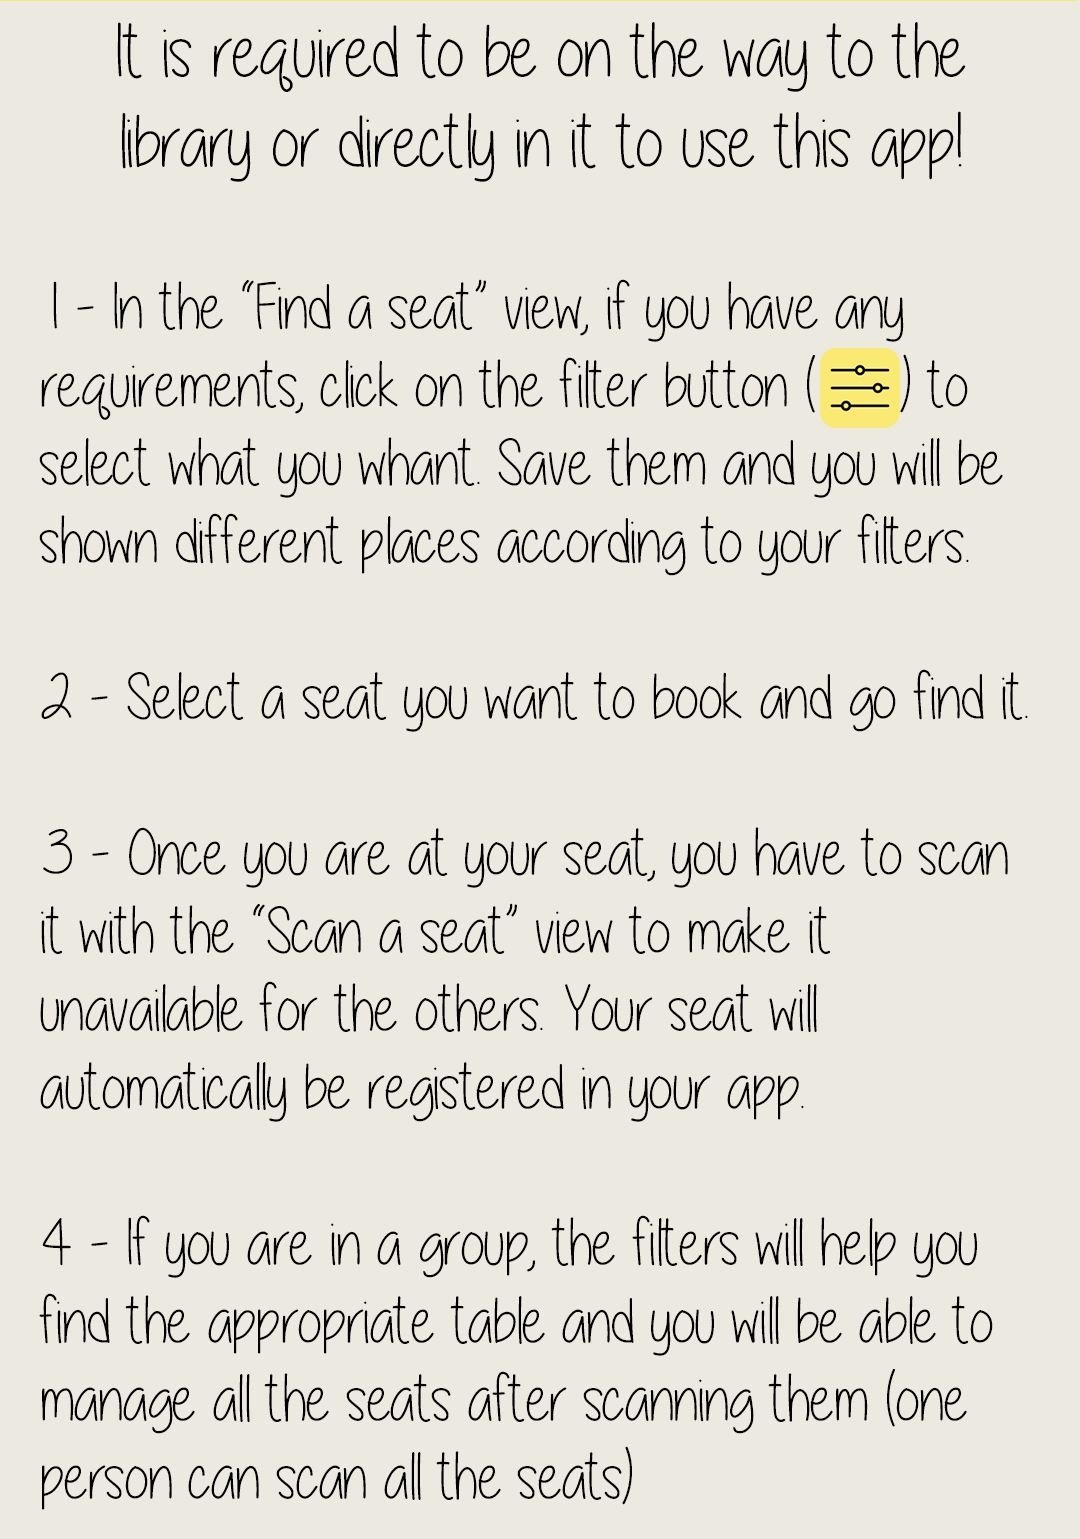 It is required to be on the way to the
library or directly in it to use this app!
1 - In the "Find a seat" view, if you have any
requirements, click on the filter button ( ) to
select what you whant. Save them and you will be
shown different places according to your filters.
2 - Select a seat you want to book and go find it.
3 - Once you are at your seat, you have to scan
it with the "Scan a seat" view to make it
unavailable for the others. Your seat will
automatically be registered in your app.
4 - If you are in a group, the filters will help you
find the appropriate table and you will be able to
manage all the seats after scanning them (one
person can scan all the seats)